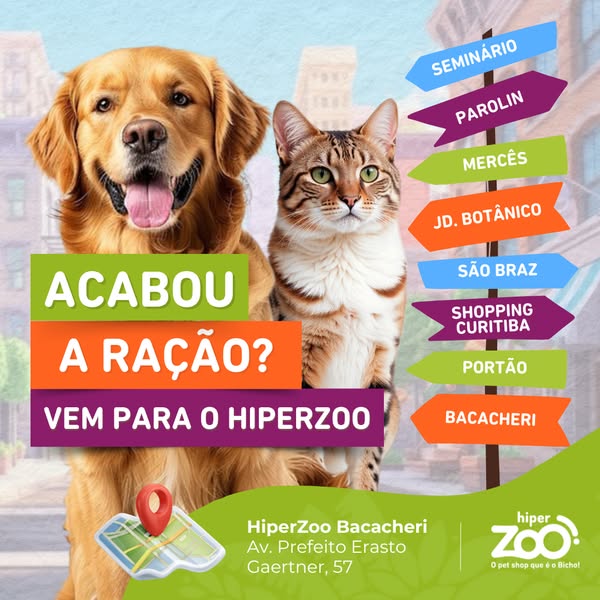 SEMINÁRIO
PAROLIN
MERCÊS
JD. BOTÂNICO
SÃO BRAZ
SHOPPING
CURITIBA
PORTÃO
BACACHERI
ACABOU
A RAÇÃO?
VEM PARA O HIPERZOO
HiperZoo Bacacheri
Av. Prefeito Erasto
Gaertner, 57
hiper
ZOO
O pet shop que é o Bicho!